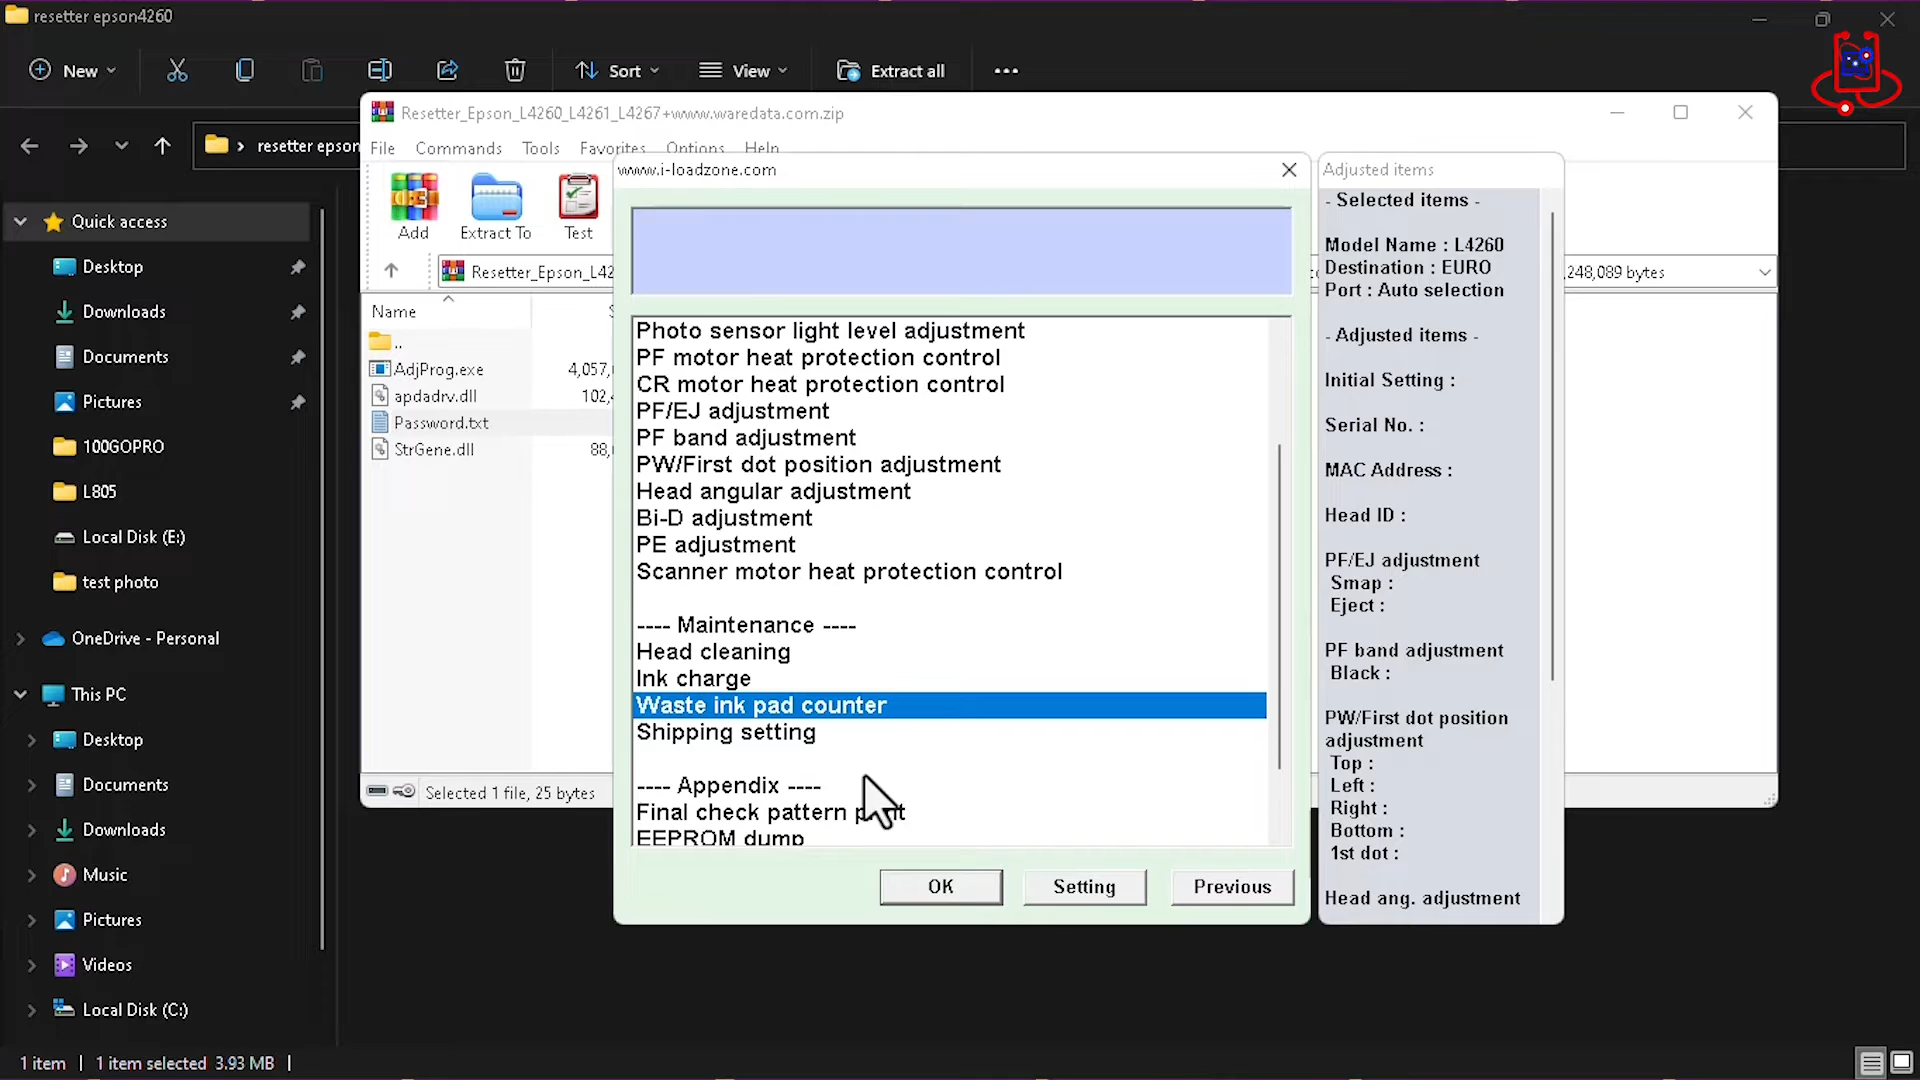 resetter epson4260
New
Sort
View
Extract all
resetter epson
Quick access
Desktop
Downloads
Documents
Pictures
100GOPRO
L805
Local Disk (E:)
test photo
OneDrive - Personal
This PC
Desktop
Documents
Downloads
Music
Pictures
Videos
Local Disk (C:)
1 item
1 item selected 3.93 MB
Resetter_Epson_L4260_L4261_L4267+www.waredata.com.zip
File Commands Tools Favorites Options Help
Add
Extract To
Test
Resetter_Epson_L42
,248,089 bytes
Name
..
AdjProg.exe 4,057,
apdadrv.dll 102,
Password.txt
StrGene.dll 88,
Selected 1 file, 25 bytes
www.i-loadzone.com
Photo sensor light level adjustment
PF motor heat protection control
CR motor heat protection control
PF/EJ adjustment
PF band adjustment
PW/First dot position adjustment
Head angular adjustment
Bi-D adjustment
PE adjustment
Scanner motor heat protection control
---- Maintenance ----
Head cleaning
Ink charge
Waste ink pad counter
Shipping setting
---- Appendix ----
Final check pattern
EEPROM dump
OK
Setting
Previous
Adjusted items
- Selected items -
Model Name : L4260
Destination : EURO
Port : Auto selection
- Adjusted items -
Initial Setting :
Serial No. :
MAC Address :
Head ID :
PF/EJ adjustment
Smap :
Eject :
PF band adjustment
Black :
PW/First dot position
adjustment
Top :
Left :
Right :
Bottom :
1st dot :
Head ang. adjustment